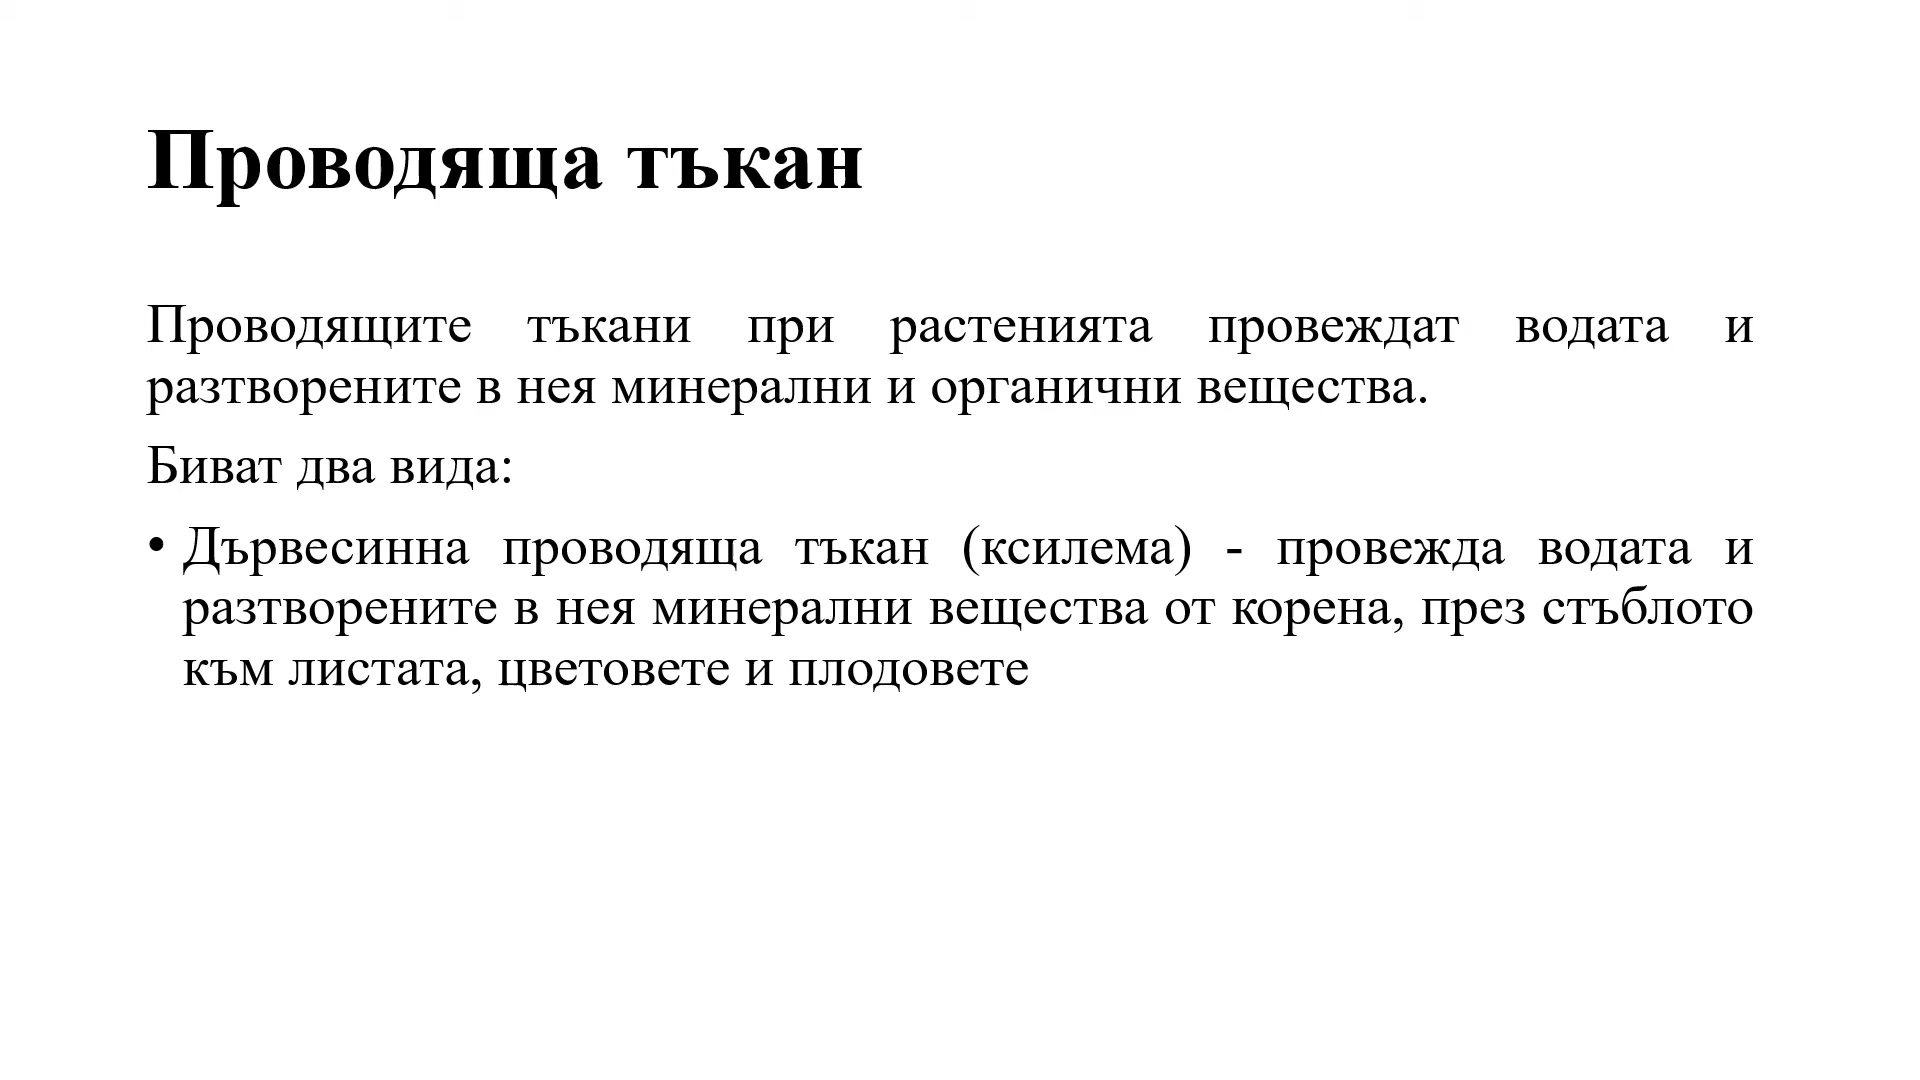 Проводяща тъкан
Проводящите тъкани при растенията провеждат водата и
разтворените в нея минерални и органични вещества.
Биват два вида:
• Дървесинна проводяща тъкан (ксилема) - провежда водата и
разтворените в нея минерални вещества от корена, през стъблото
към листата, цветовете и плодовете